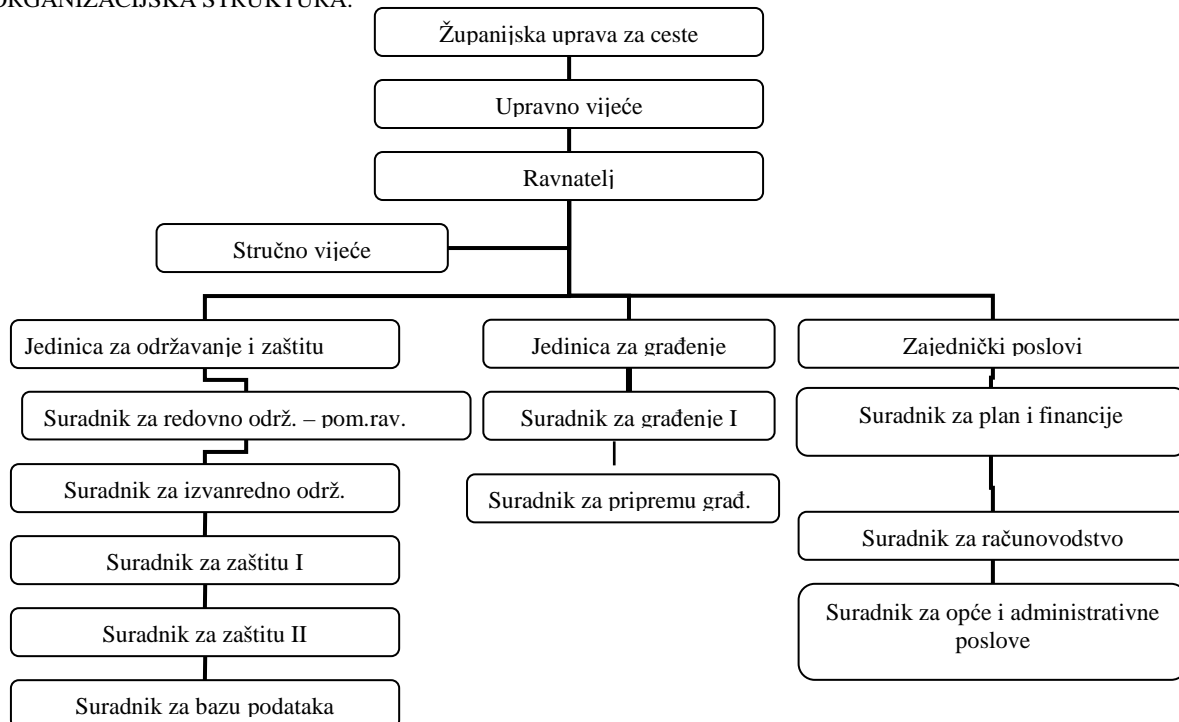 ORGANIZACIJSKA STRUKTURA:
Županijska uprava za ceste
Upravno vijeće
Ravnatelj
Stručno vijeće
Jedinica za održavanje i zaštitu
Suradnik za redovno održ. – pom.rav.
Suradnik za izvanredno održ.
Suradnik za zaštitu I
Suradnik za zaštitu II
Suradnik za bazu podataka
Jedinica za građenje
Suradnik za građenje I
Suradnik za pripremu građ.
Zajednički poslovi
Suradnik za plan i financije
Suradnik za računovodstvo
Suradnik za opće i administrativne
poslove